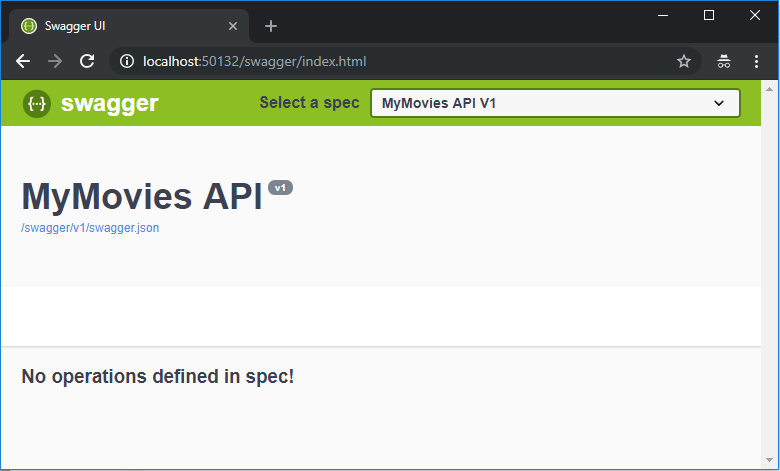 Swagger UI
localhost:50132/swagger/index.html
{···} swagger
Select a spec
MyMovies API V1
MyMovies API v1
/swagger/v1/swagger.json
No operations defined in spec!